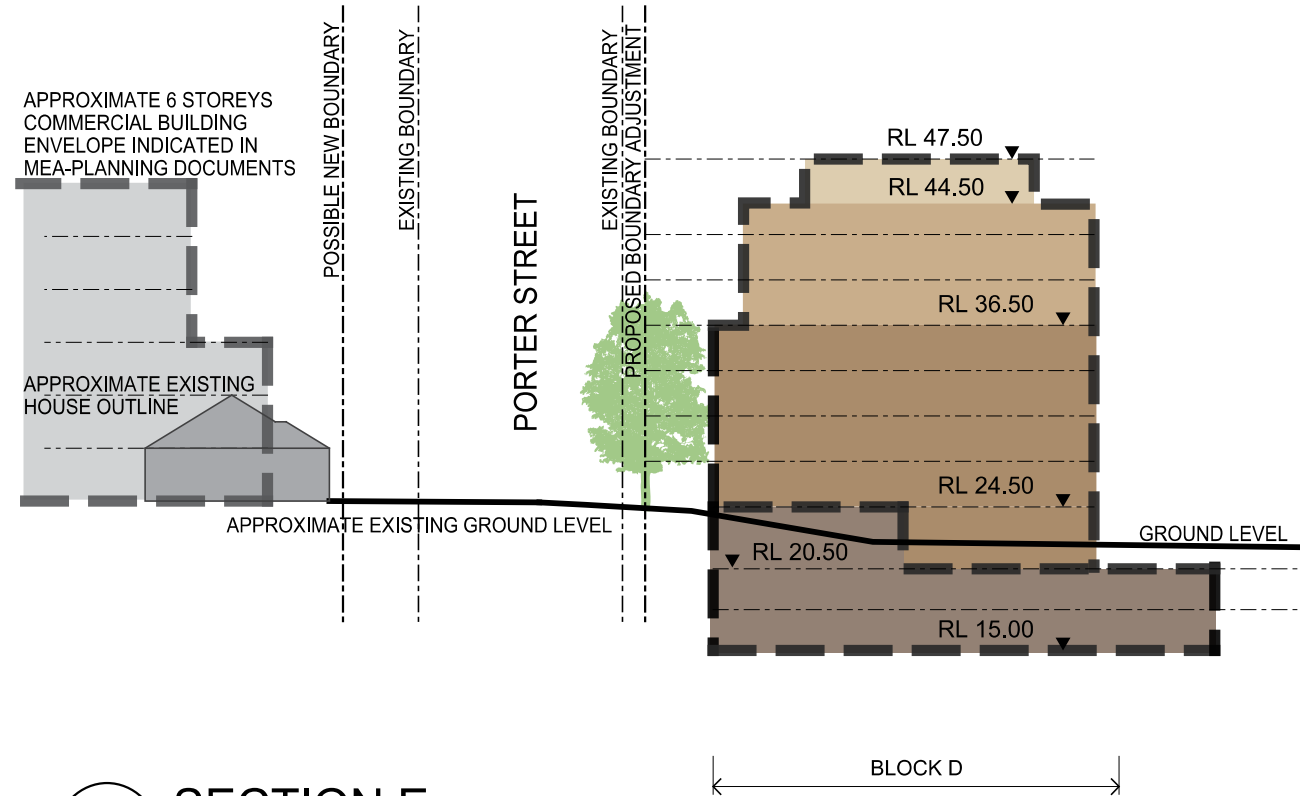 APPROXIMATE 6 STOREYS
COMMERCIAL BUILDING
ENVELOPE INDICATED IN
MEA-PLANNING DOCUMENTS
POSSIBLE NEW BOUNDARY
EXISTING BOUNDARY
PORTER STREET
EXISTING BOUNDARY
PROPOSED BOUNDARY ADJUSTMENT
RL 47.50
RL 44.50
RL 36.50
APPROXIMATE EXISTING
HOUSE OUTLINE
RL 24.50
APPROXIMATE EXISTING GROUND LEVEL
GROUND LEVEL
RL 20.50
RL 15.00
BLOCK D
SECTION E